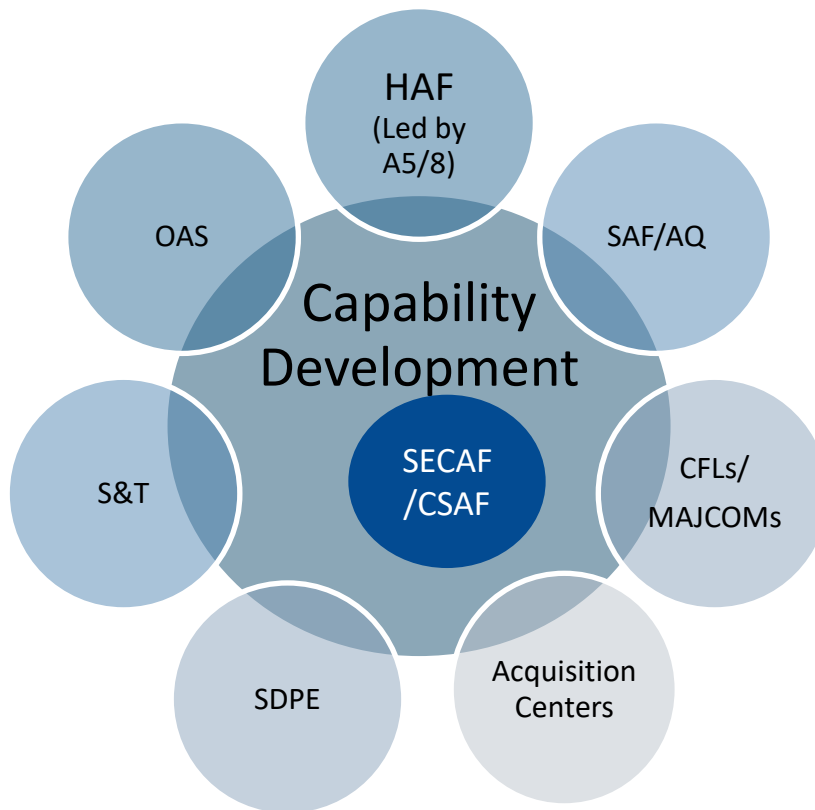 HAF
(Led by
A5/8)
OAS
SAF/AQ
Capability
Development
SECAF
/CSAF
CFLs/
MAJCOMs
S&T
SDPE
Acquisition
Centers